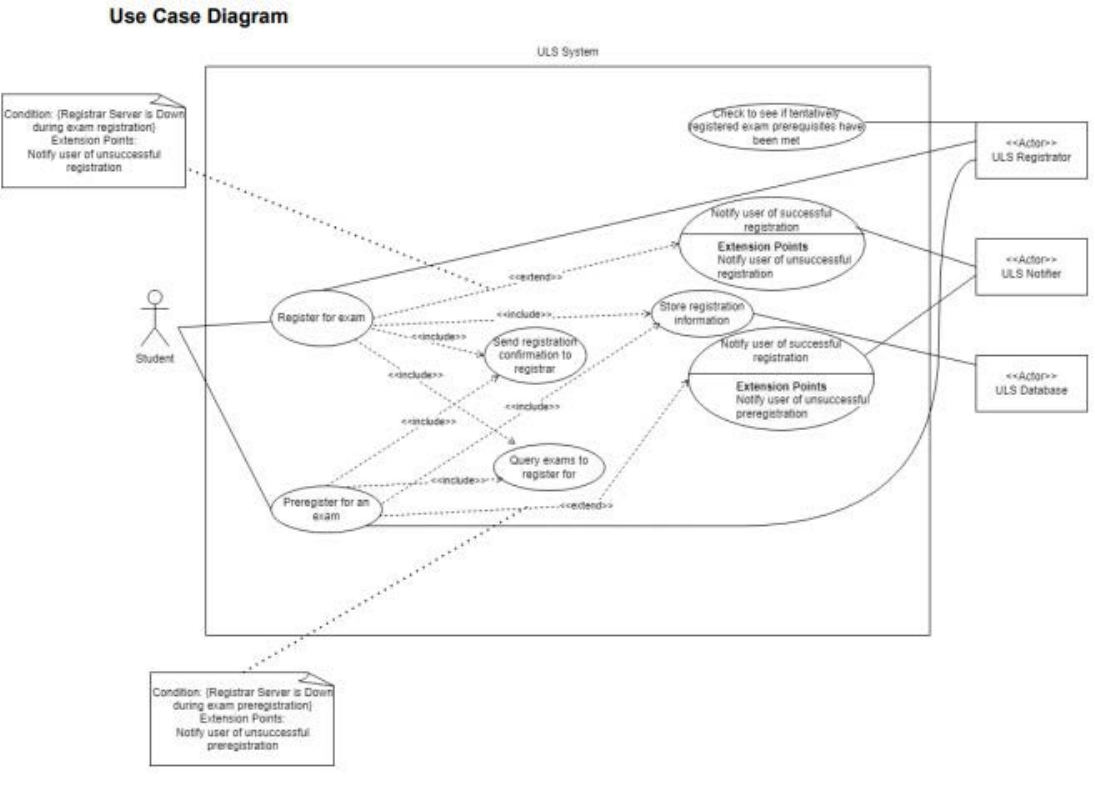 Use Case Diagram
ULS System
Condition: {Registrar Server is Down
during exam registration}
Extension Points:
Notify user of unsuccessful
registration
Check to see if tentatively
registered exam prerequisites have
been met
<<Actor>>
ULS Registrator
Notify user of successful
registration
Extension Points
Notify user of unsuccessful
registration
<<Actor>>
ULS Notifier
<<extend>>
Student
Register for exam
<<include>>
Store registration
information
<<include>>
Send registration
confirmation to
registrar
Notify user of successful
registration
Extension Points
Notify user of unsuccessful
preregistration
<<Actor>>
ULS Database
<<include>>
<<include>>
<<include>>
Query exams to
register for
<<include>>
Preregister for an
exam
<<extend>>
Condition: {Registrar Server is Down
during exam preregistration}
Extension Points:
Notify user of unsuccessful
preregistration